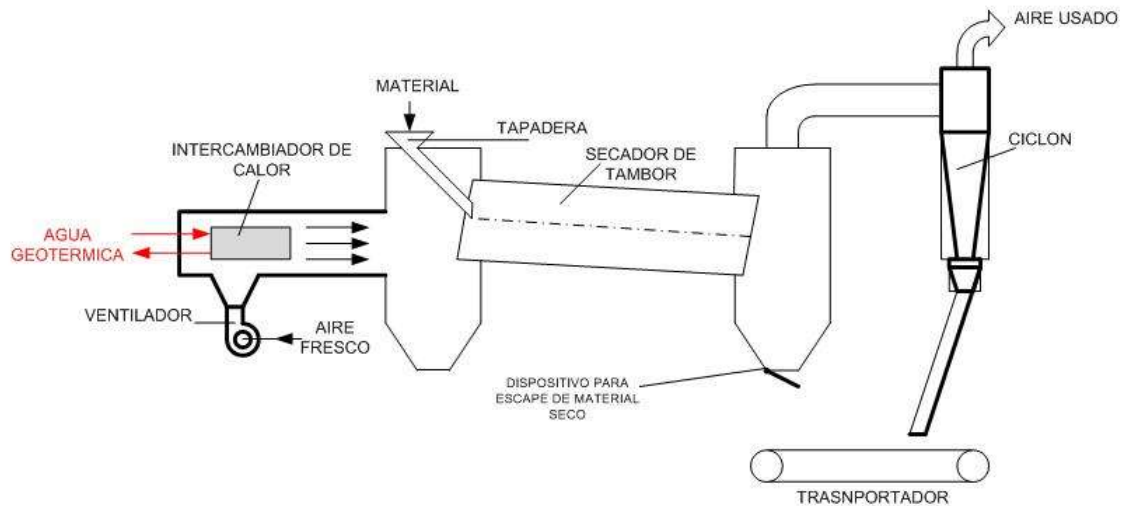 AIRE USADO
MATERIAL
TAPADERA
INTERCAMBIADOR DE
CALOR
SECADOR DE
TAMBOR
CICLON
AGUA
GEOTERMICA
VENTILADOR
AIRE
FRESCO
DISPOSITIVO PARA
ESCAPE DE MATERIAL
SECO
TRASNPORTADOR